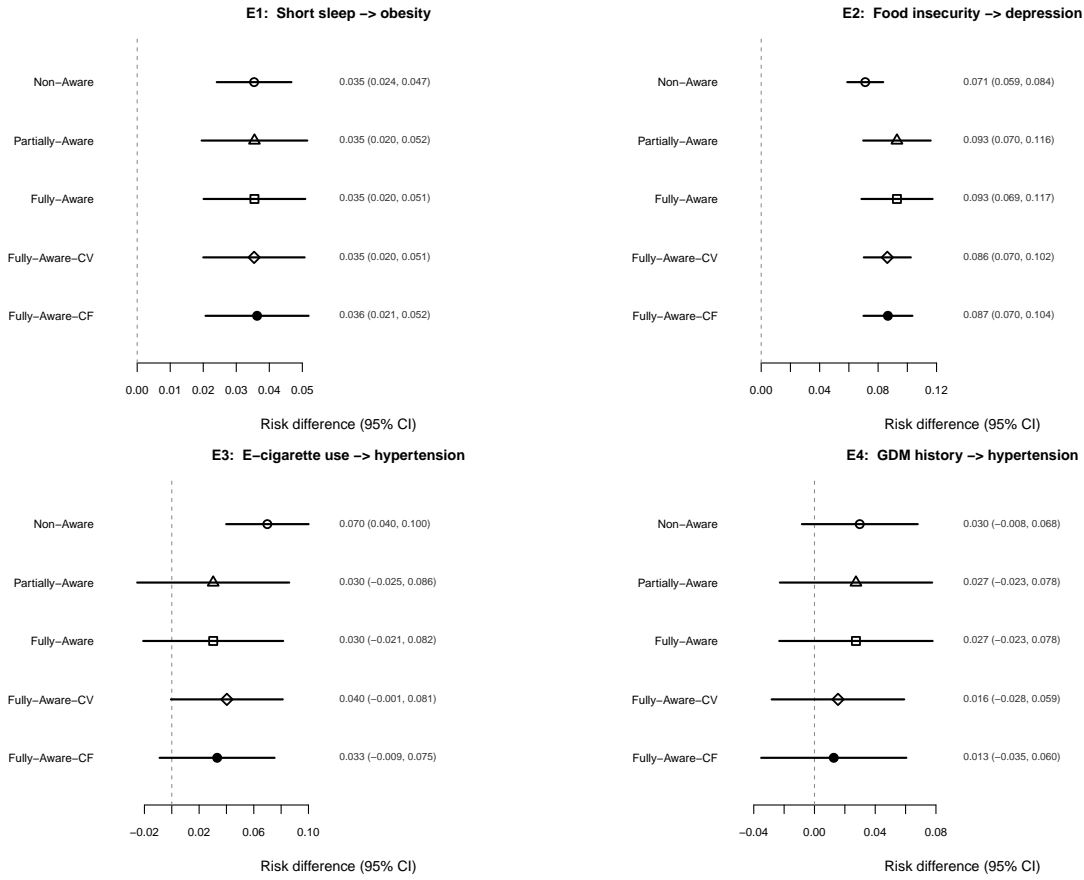 E1:  Short sleep −> obesity
Non−Aware 0.035 (0.024, 0.047)
Partially−Aware 0.035 (0.020, 0.052)
Fully−Aware 0.035 (0.020, 0.051)
Fully−Aware−CV 0.035 (0.020, 0.051)
Fully−Aware−CF 0.036 (0.021, 0.052)
0.00 0.01 0.02 0.03 0.04 0.05
Risk difference (95% CI)
E2:  Food insecurity −> depression
Non−Aware 0.071 (0.059, 0.084)
Partially−Aware 0.093 (0.070, 0.116)
Fully−Aware 0.093 (0.069, 0.117)
Fully−Aware−CV 0.086 (0.070, 0.102)
Fully−Aware−CF 0.087 (0.070, 0.104)
0.00 0.04 0.08 0.12
Risk difference (95% CI)
E3:  E−cigarette use −> hypertension
Non−Aware 0.070 (0.040, 0.100)
Partially−Aware 0.030 (−0.025, 0.086)
Fully−Aware 0.030 (−0.021, 0.082)
Fully−Aware−CV 0.040 (−0.001, 0.081)
Fully−Aware−CF 0.033 (−0.009, 0.075)
−0.02 0.02 0.06 0.10
Risk difference (95% CI)
E4:  GDM history −> hypertension
Non−Aware 0.030 (−0.008, 0.068)
Partially−Aware 0.027 (−0.023, 0.078)
Fully−Aware 0.027 (−0.023, 0.078)
Fully−Aware−CV 0.016 (−0.028, 0.059)
Fully−Aware−CF 0.013 (−0.035, 0.060)
−0.04 0.00 0.04 0.08
Risk difference (95% CI)